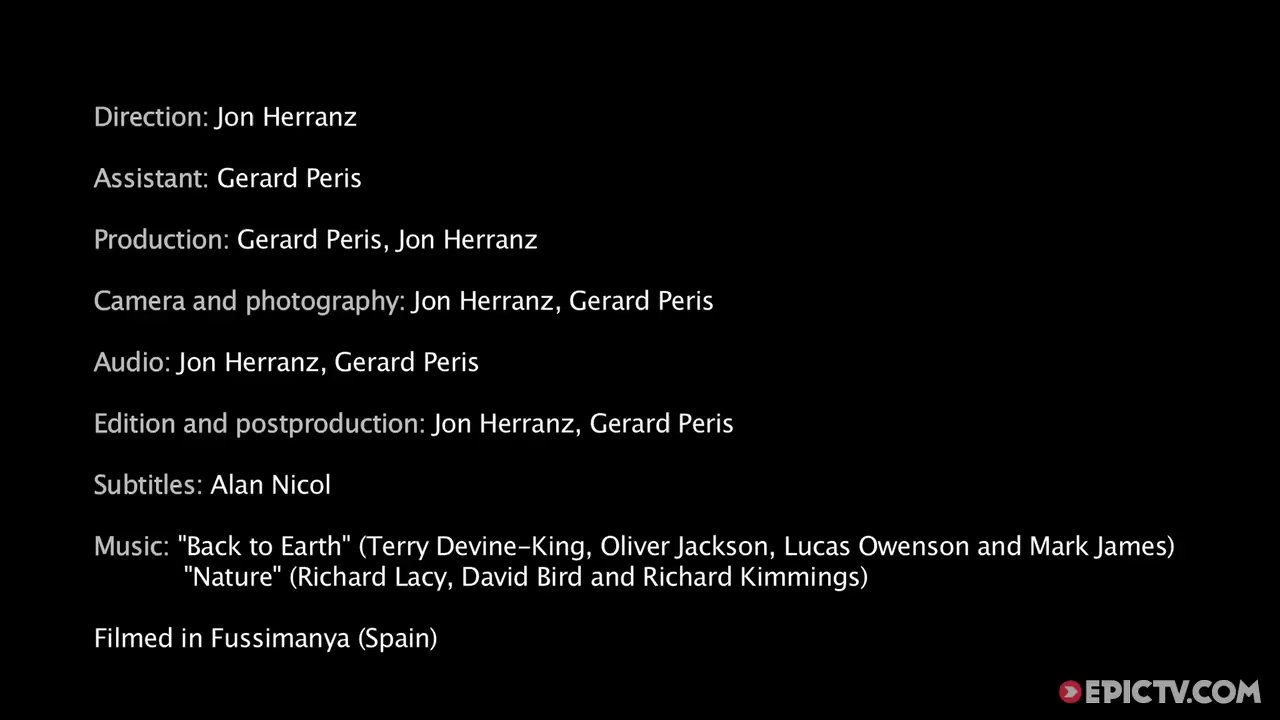 Direction: Jon Herranz
Assistant: Gerard Peris
Production: Gerard Peris, Jon Herranz
Camera and photography: Jon Herranz, Gerard Peris
Audio: Jon Herranz, Gerard Peris
Edition and postproduction: Jon Herranz, Gerard Peris
Subtitles: Alan Nicol
Music: "Back to Earth" (Terry Devine-King, Oliver Jackson, Lucas Owenson and Mark James)
"Nature" (Richard Lacy, David Bird and Richard Kimmings)
Filmed in Fussimanya (Spain)
EPICTV.COM